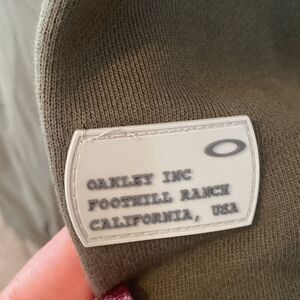 OAKLEY INC
FOOTHILL RANCH
CALIFORNIA, USA